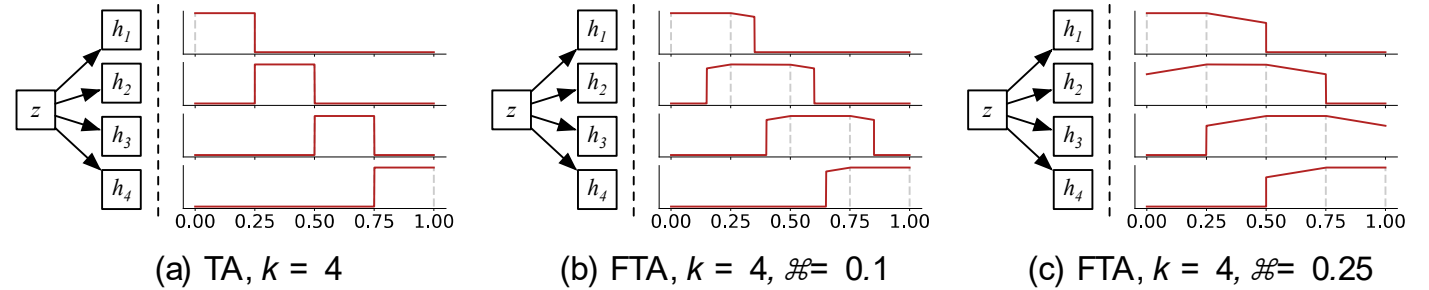 z
h1
h2
h3
h4
0.00 0.25 0.50 0.75 1.00
(a) TA, k = 4
z
h1
h2
h3
h4
0.00 0.25 0.50 0.75 1.00
(b) FTA, k = 4, ⌘= 0.1
z
h1
h2
h3
h4
0.00 0.25 0.50 0.75 1.00
(c) FTA, k = 4, ⌘= 0.25